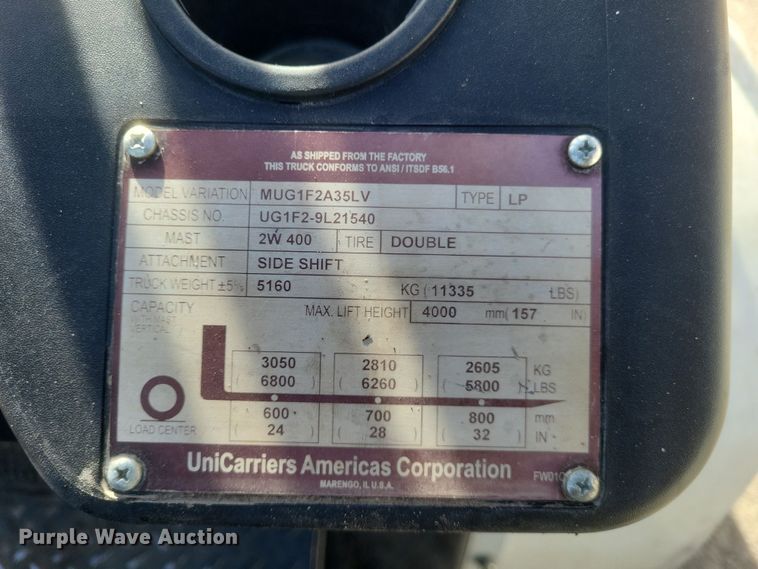 AS SHIPPED FROM THE FACTORY
THIS TRUCK CONFORMS TO ANSI / ITSDF B56.1
MODEL VARIATION MUG1F2A35LV TYPE LP
CHASSIS NO. UG1F2-9L21540
MAST 2W 400 TIRE DOUBLE
ATTACHMENT SIDE SHIFT
TRUCK WEIGHT ±5% 5160 KG ( 11335 LBS)
CAPACITY MAX. LIFT HEIGHT 4000 mm( 157 IN)
WITH MAST
VERTICAL
3050 2810 2605 KG
( 6800 ) ( 6260 ) ( 5800 ) LBS
600 700 800 mm
LOAD CENTER ( 24 ) ( 28 ) ( 32 ) IN
UniCarriers Americas Corporation
MARENGO, IL U.S.A.
Purple Wave Auction